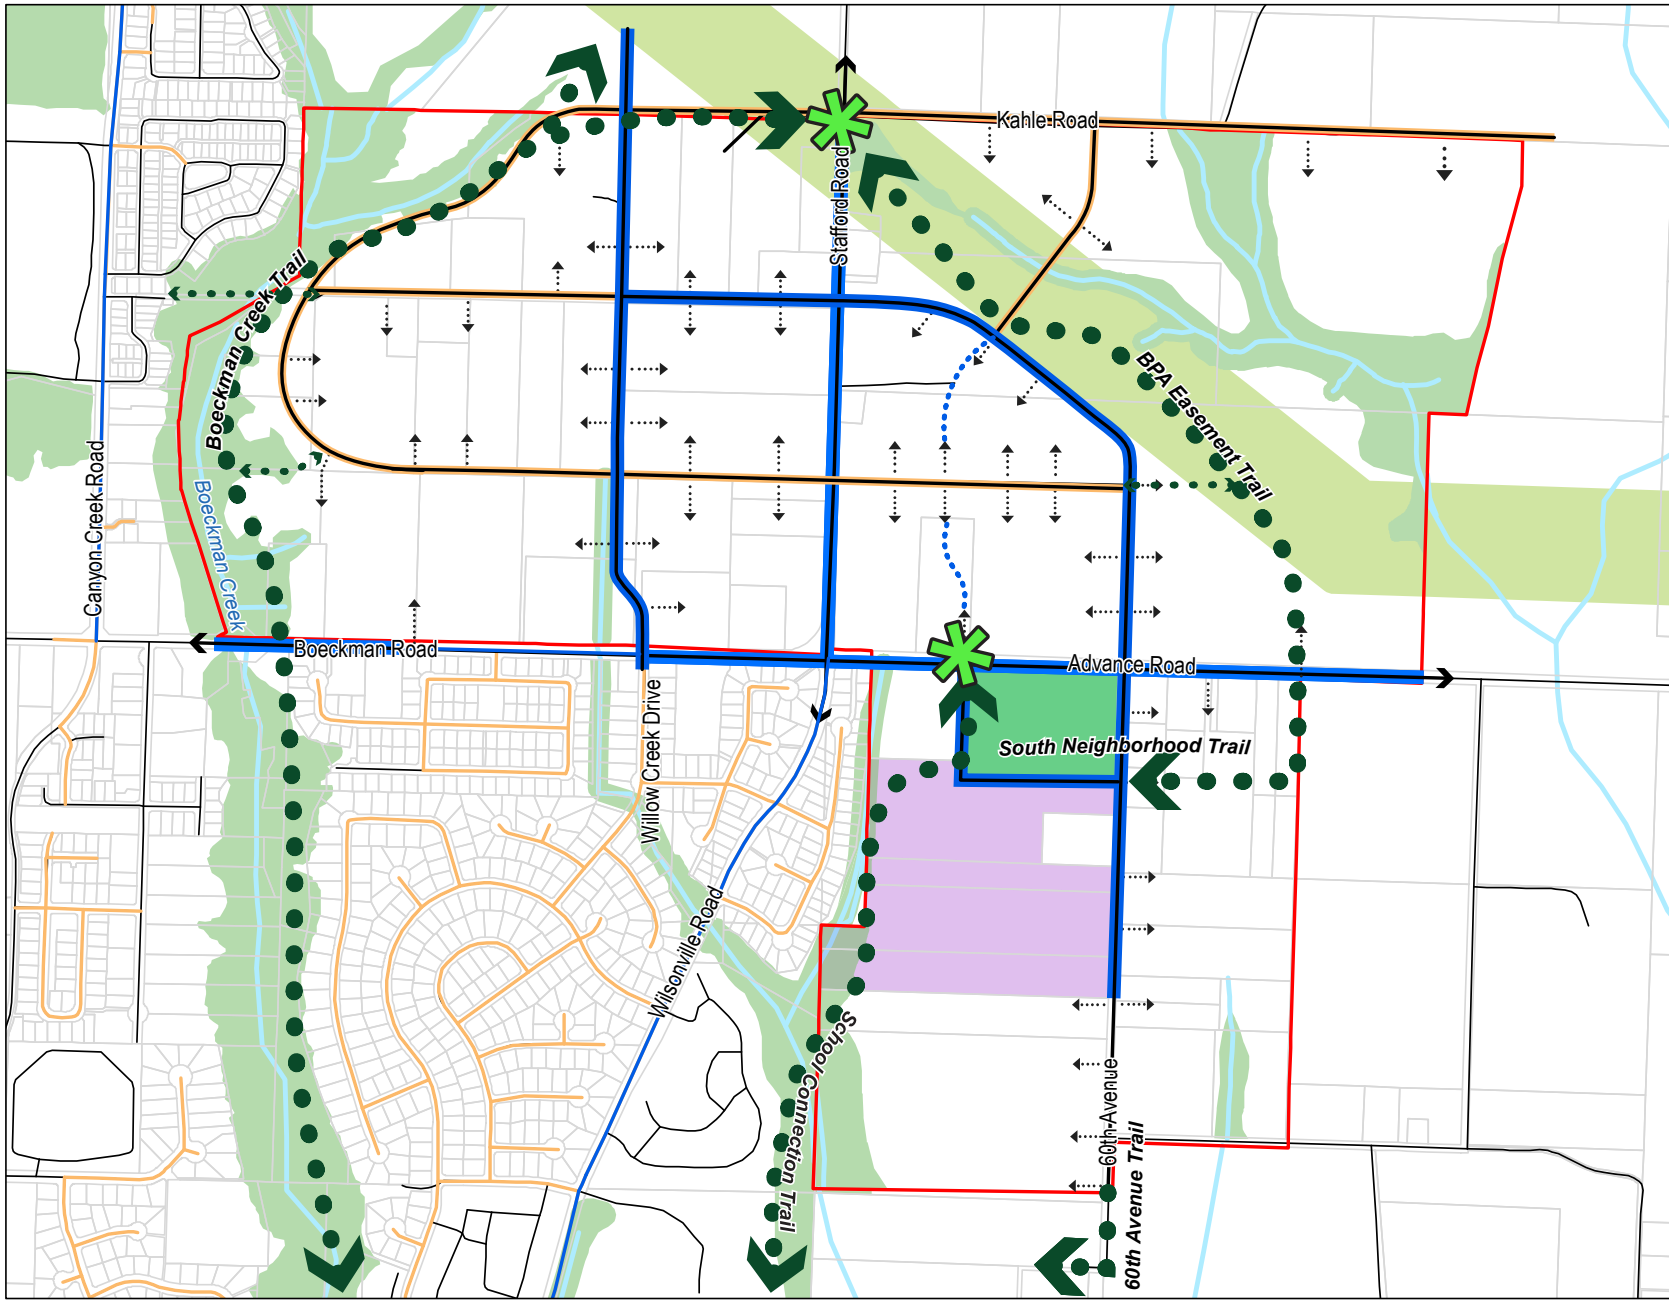 Kahle Road
Stafford Road
Boeckman Creek Trail
BPA Easement Trail
Canyon Creek Road
Boeckman Creek
Boeckman Road
Advance Road
Willow Creek Drive
South Neighborhood Trail
Wilsonville Road
School Connection Trail
60th Avenue
60th Avenue Trail